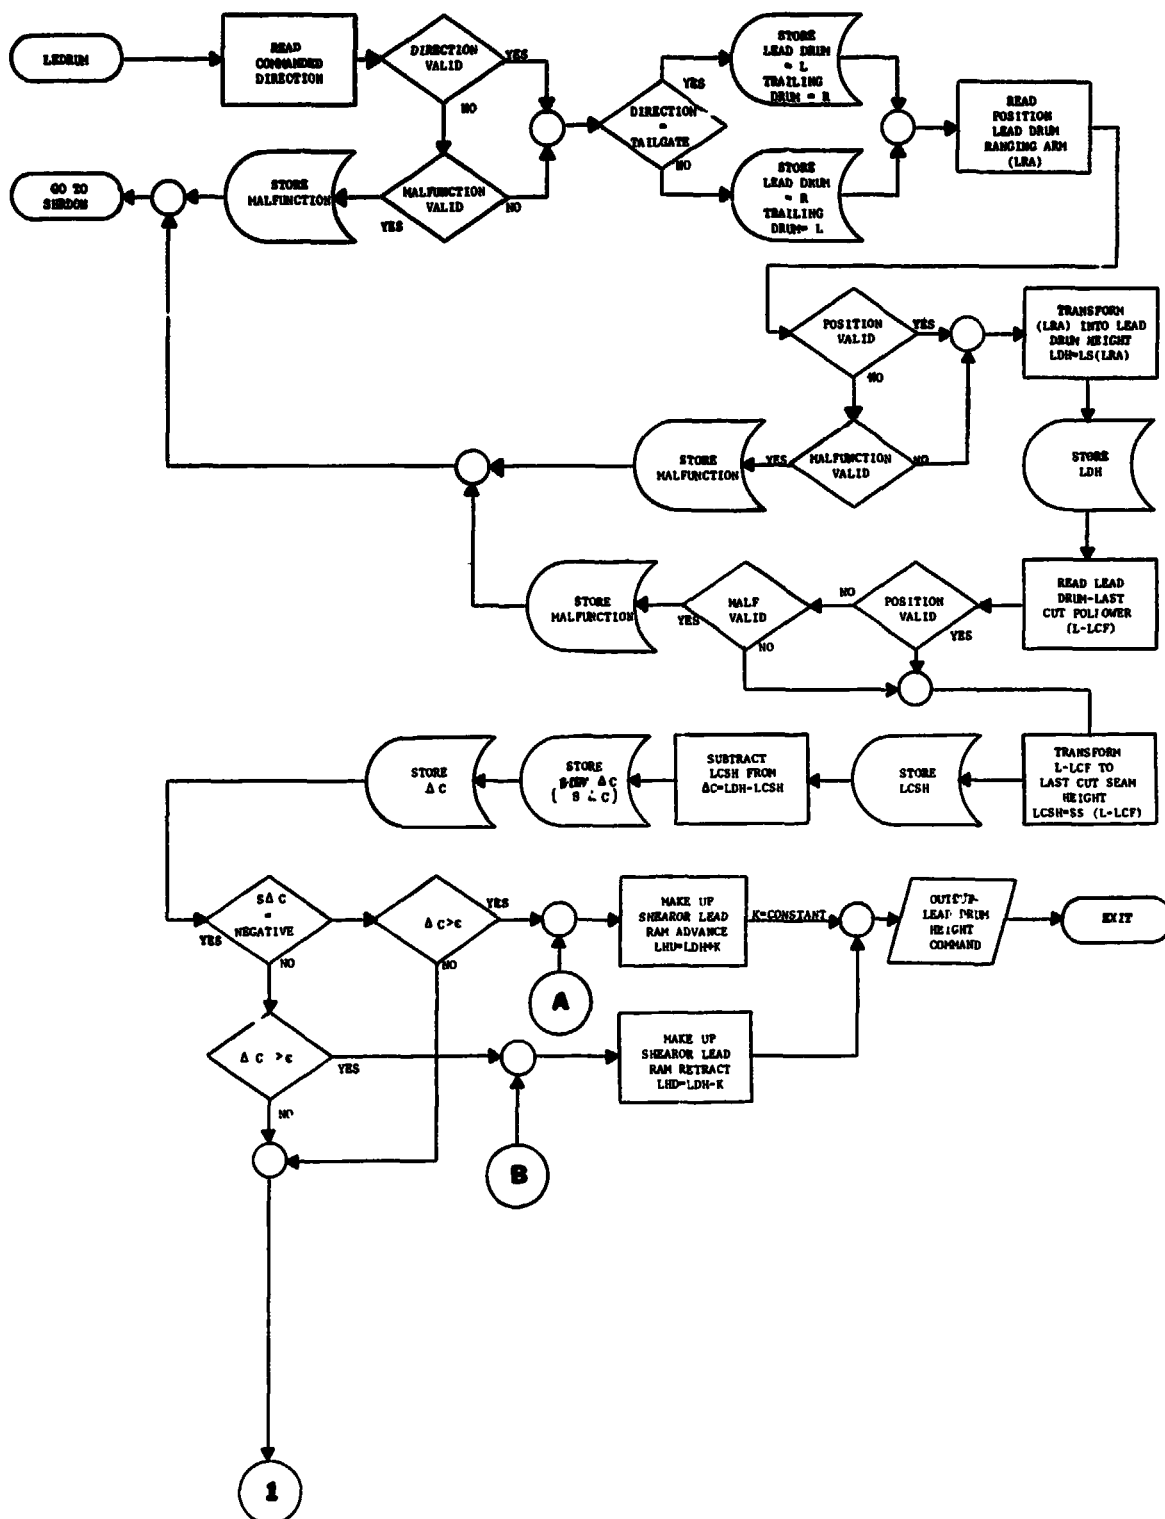 LEDRUM
READ
COMMANDED
DIRECTION
DIRECTION
VALID
YES
NO
DIRECTION
=
TAILGATE
YES
NO
STORE
LEAD DRUM
= L
TRAILING
DRUM = R
STORE
LEAD DRUM
= R
TRAILING
DRUM= L
READ
POSITION
LEAD DRUM
RANGING ARM
(LRA)
GO TO
SHRDON
STORE
MALFUNCTION
YES
MALFUNCTION
VALID
NO
POSITION
VALID
YES
NO
TRANSFORM
(LRA) INTO LEAD
DRUM HEIGHT
LDH=LS(LRA)
STORE
MALFUNCTION
YES
MALFUNCTION
VALID
NO
STORE
LDH
STORE
MALFUNCTION
YES
MALF
VALID
NO
NO
POSITION
VALID
YES
READ LEAD
DRUM-LAST
CUT FOLLOWER
(L-LCF)
STORE
Δ C
STORE
Δ C
( S Δ C )
SUBTRACT
LCSH FROM
ΔC=LDH-LCSH
STORE
LCSH
TRANSFORM
L-LCF TO
LAST CUT SEAM
HEIGHT
LCSH=SS (L-LCF)
SΔ C
=
NEGATIVE
YES
NO
Δ C>ε
YES
NO
A
MAKE UP
SHEAROR LEAD
RAM ADVANCE
LHU=LDH+K
K=CONSTANT
OUTPUT
LEAD DRUM
HEIGHT
COMMAND
EXIT
Δ C >ε
YES
NO
B
MAKE UP
SHEAROR LEAD
RAM RETRACT
LHD=LDH-K
1